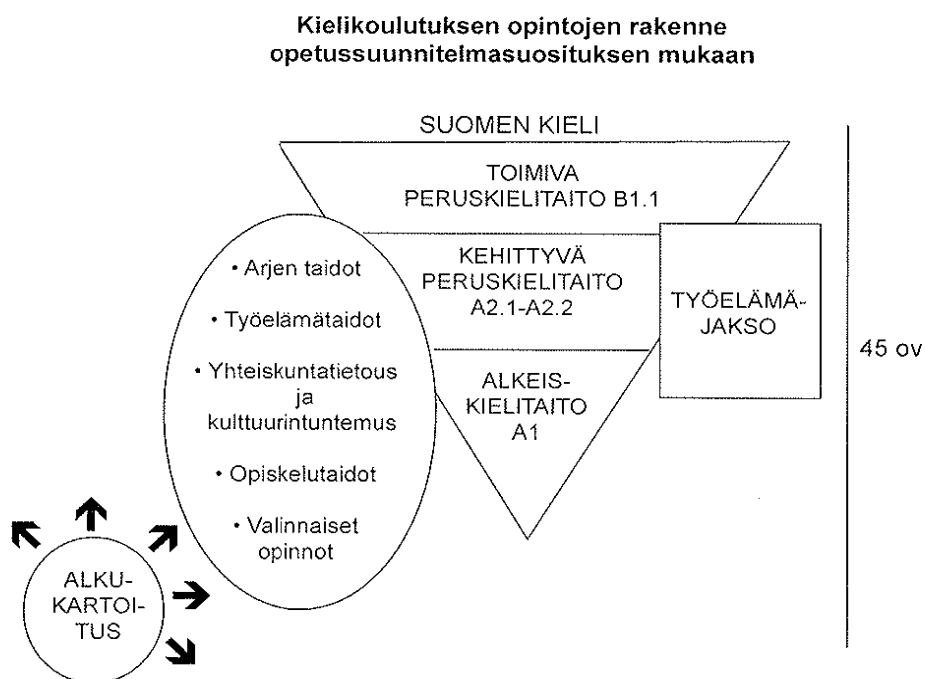 Kielikoulutuksen opintojen rakenne
opetussuunnitelmasuosituksen mukaan
SUOMEN KIELI
TOIMIVA
PERUSKIELITAITO B1.1
KEHITTYVÄ
PERUSKIELITAITO
A2.1-A2.2
ALKEIS-
KIELITAITO
A1
• Arjen taidot
• Työelämätaidot
• Yhteiskuntatietous
ja
kulttuurintuntemus
• Opiskelutaidot
• Valinnaiset
opinnot
TYÖELÄMÄ-
JAKSO
45 ov
ALKU-
KARTOI-
TUS